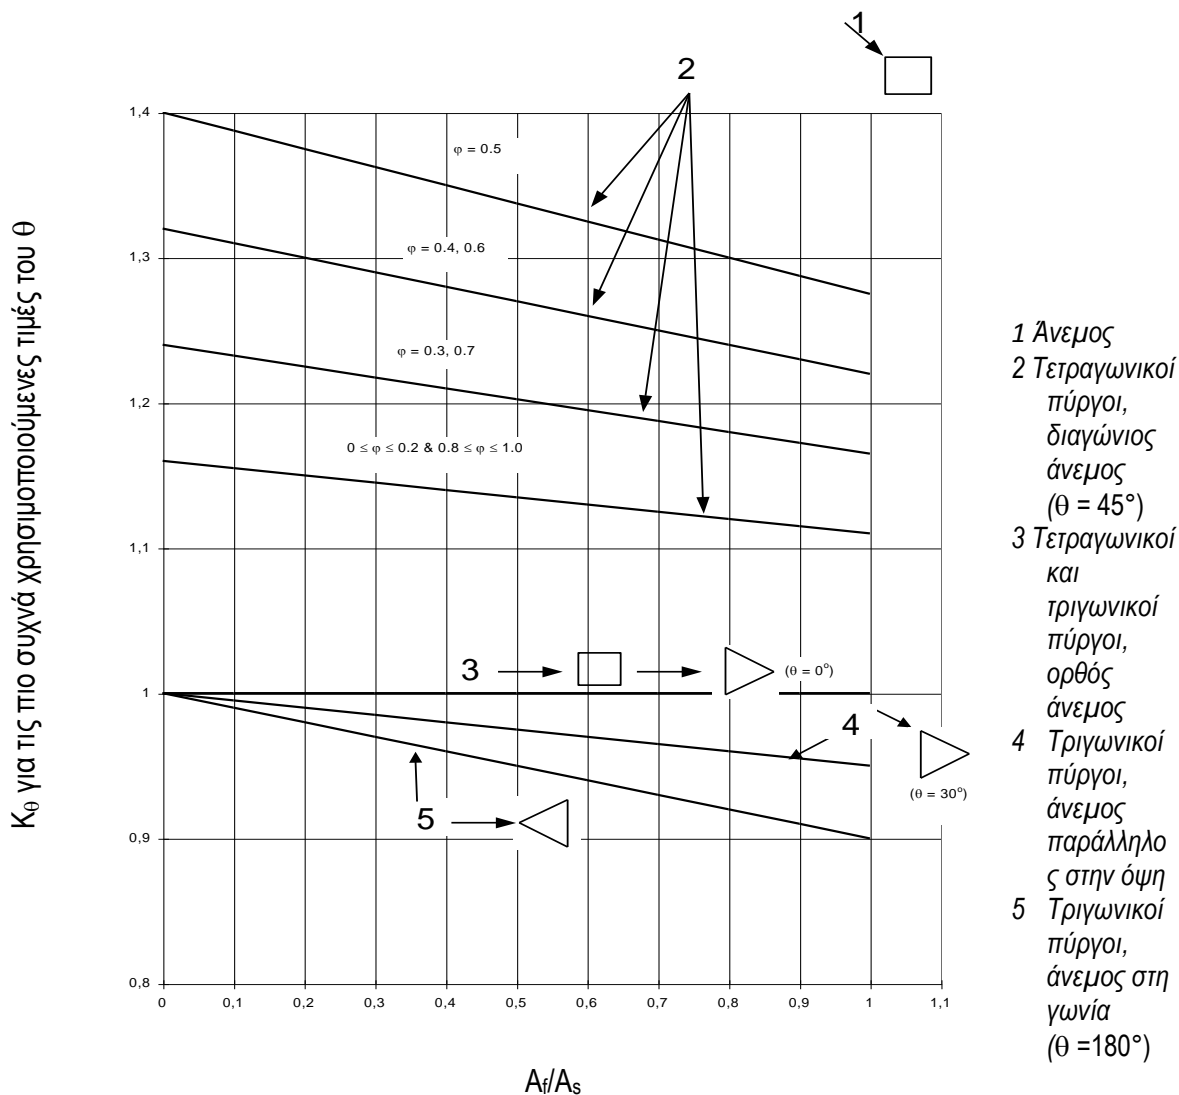 1
2
1,4
φ = 0.5
1,3
φ = 0.4, 0.6
φ = 0.3, 0.7
1,2
0 ≤ φ ≤ 0.2 & 0.8 ≤ φ ≤ 1.0
1,1
3
(θ = 0°)
1
4
(θ = 30°)
5
0,9
0,8
0
0,1
0,2
0,3
0,4
0,5
0,6
0,7
0,8
0,9
1
1,1
Af/As
Kθ για τις πιο συχνά χρησιμοποιούμενες τιμές του θ
1 Άνεμος
2 Τετραγωνικοί
πύργοι,
διαγώνιος
άνεμος
(θ = 45°)
3 Τετραγωνικοί
και
τριγωνικοί
πύργοι,
ορθός
άνεμος
4 Τριγωνικοί
πύργοι,
άνεμος
παράλληλο
ς στην όψη
5 Τριγωνικοί
πύργοι,
άνεμος στη
γωνία
(θ =180°)